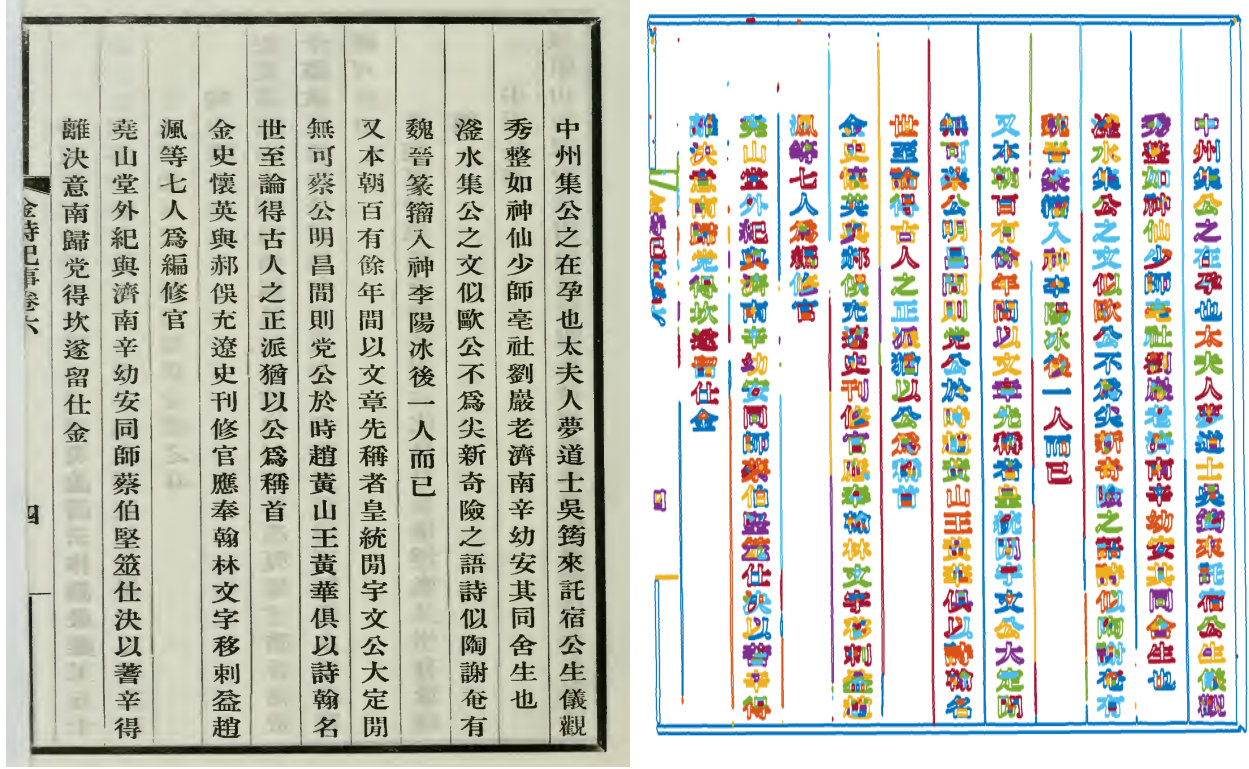 中州集公之在孕也太夫人夢道士吳筠來託宿公生儀觀
秀整如神仙少師亳社劉巖老濟南辛幼安其同舍生也
滏水集公之文似歐公不爲尖新奇險之語詩似陶謝奄有
魏晉篆籀入神李陽冰後一人而已
又本朝百有餘年間以文章先稱者皇統閒宇文公大定閒
無可蔡公明昌間則党公於時趙黃山王黃華俱以詩翰名
世至論得古人之正派猶以公爲稱首
金史懷英與郝俣充遼史刊修官應奉翰林文字移剌益趙
渢等七人爲編修官
堯山堂外紀與濟南辛幼安同師蔡伯堅筮仕決以蓍辛得
離決意南歸党得坎遂留仕金
金詩紀事卷六
四